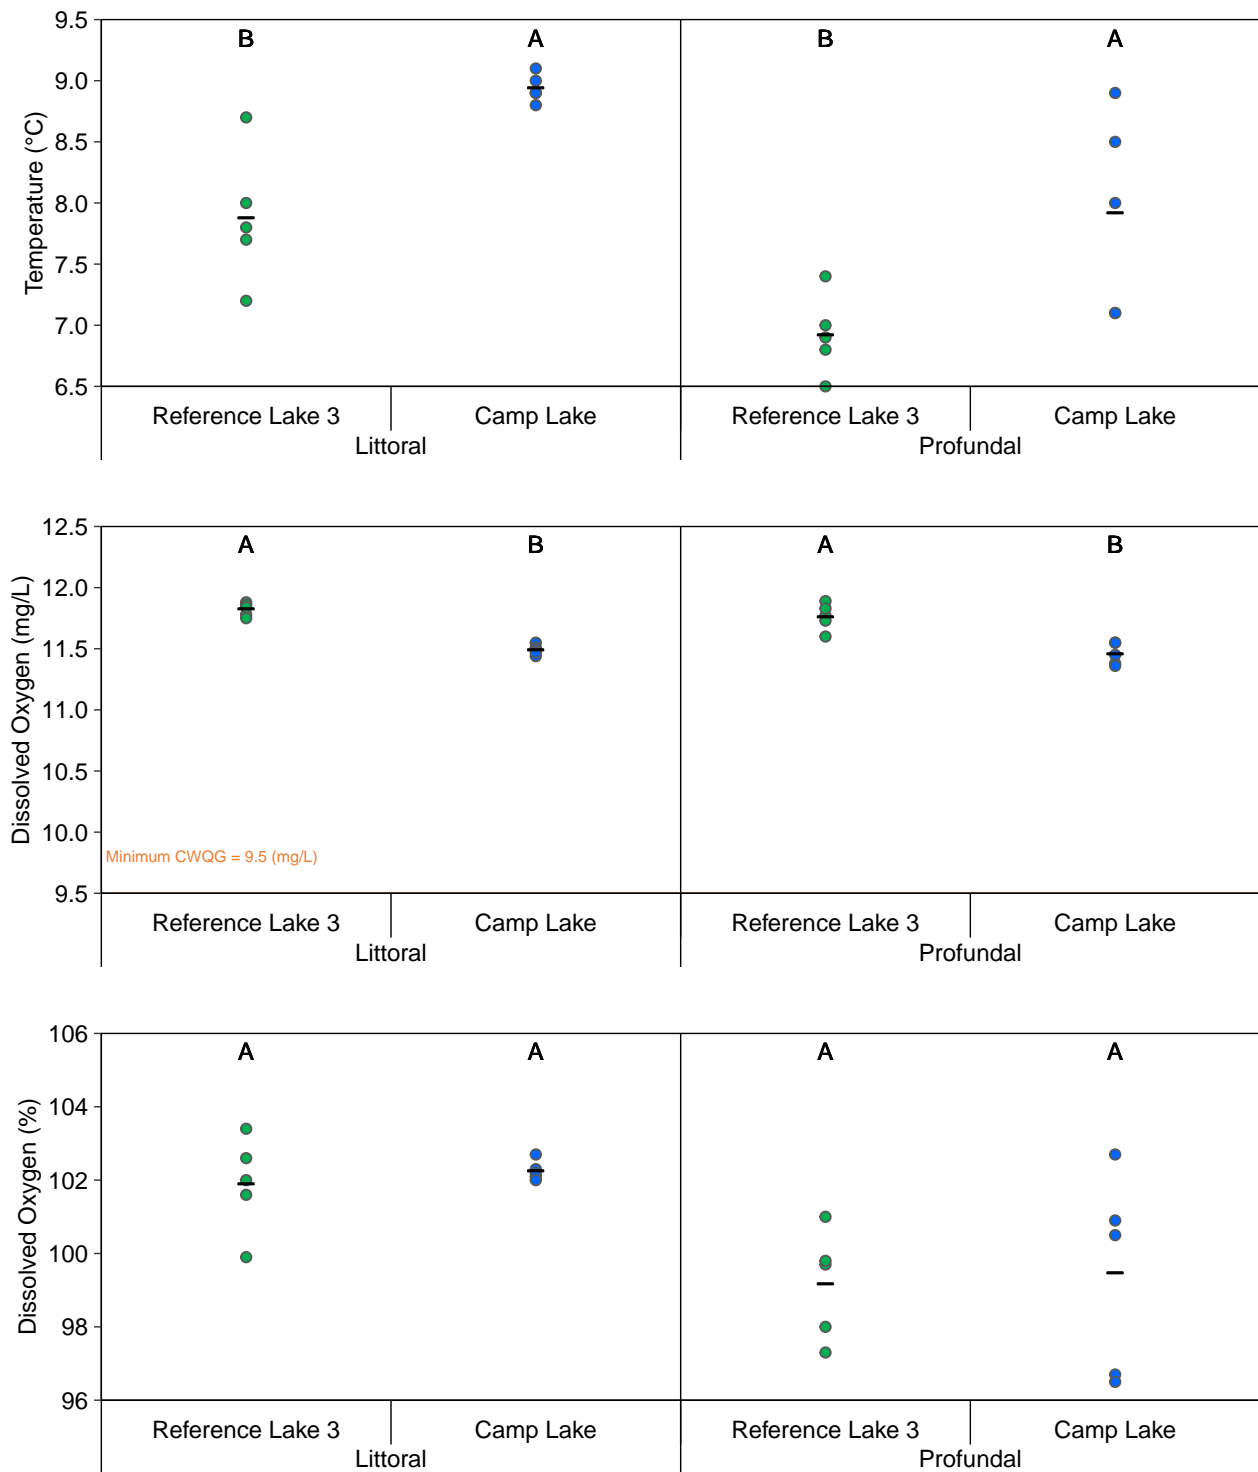 9.5
B
A
B
A
9.0
8.5
8.0
7.5
7.0
6.5
Temperature (°C)
Reference Lake 3
Camp Lake
Reference Lake 3
Camp Lake
Littoral
Profundal
12.5
A
B
A
B
12.0
11.5
11.0
10.5
10.0
9.5
Dissolved Oxygen (mg/L)
Minimum CWQG = 9.5 (mg/L)
Reference Lake 3
Camp Lake
Reference Lake 3
Camp Lake
Littoral
Profundal
106
A
A
A
A
104
102
100
98
96
Dissolved Oxygen (%)
Reference Lake 3
Camp Lake
Reference Lake 3
Camp Lake
Littoral
Profundal